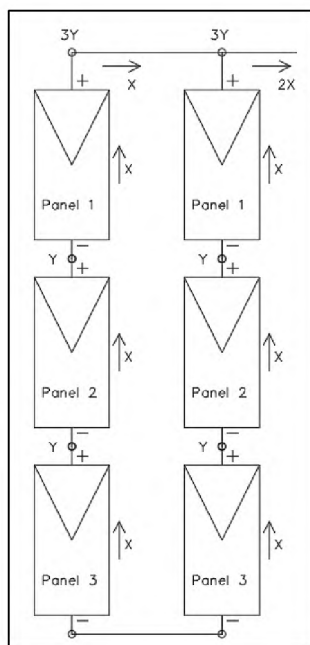 3Y 3Y
+ +
X 2X
X X
Panel 1 Panel 1
− −
Y Y
+ +
X X
Panel 2 Panel 2
− −
Y Y
+ +
X X
Panel 3 Panel 3
− −